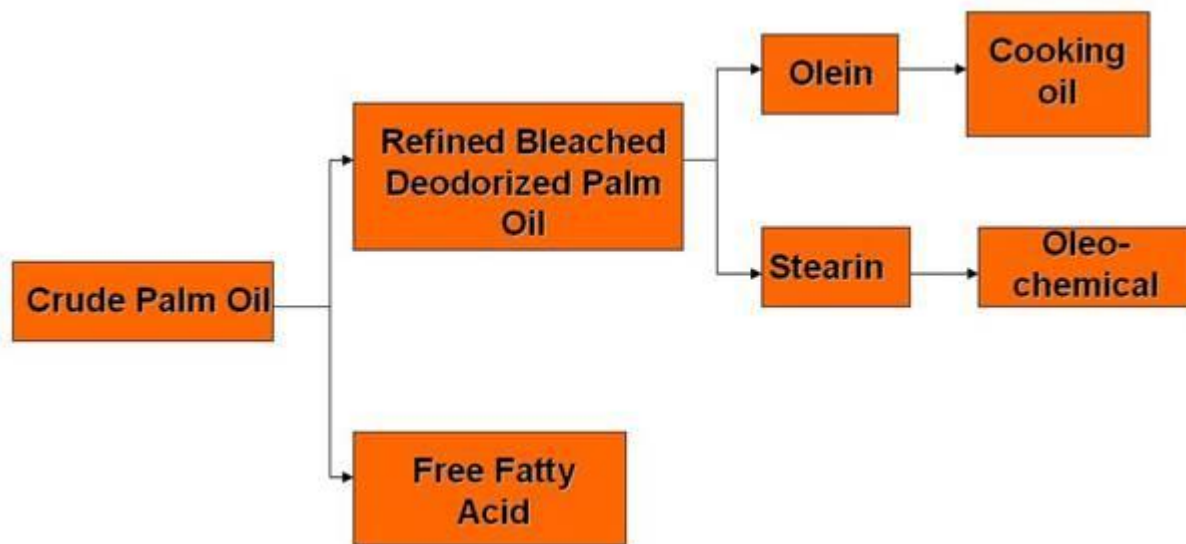 Crude Palm Oil
Refined Bleached
Deodorized Palm
Oil
Free Fatty
Acid
Olein
Stearin
Cooking
oil
Oleo-
chemical